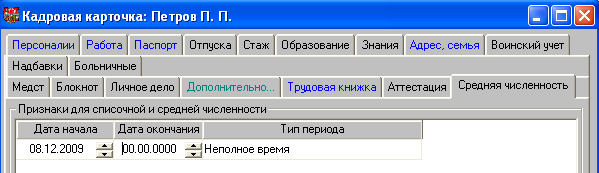 Кадровая карточка: Петров П. П.
Персоналии Работа Паспорт Отпуска Стаж Образование Знания Адрес, семья Воинский учет
Надбавки Больничные
Медст Блокнот Личное дело Дополнительно... Трудовая книжка Аттестация Средняя численность
Признаки для списочной и средней численности
Дата начала Дата окончания Тип периода
08.12.2009 00.00.0000 Неполное время